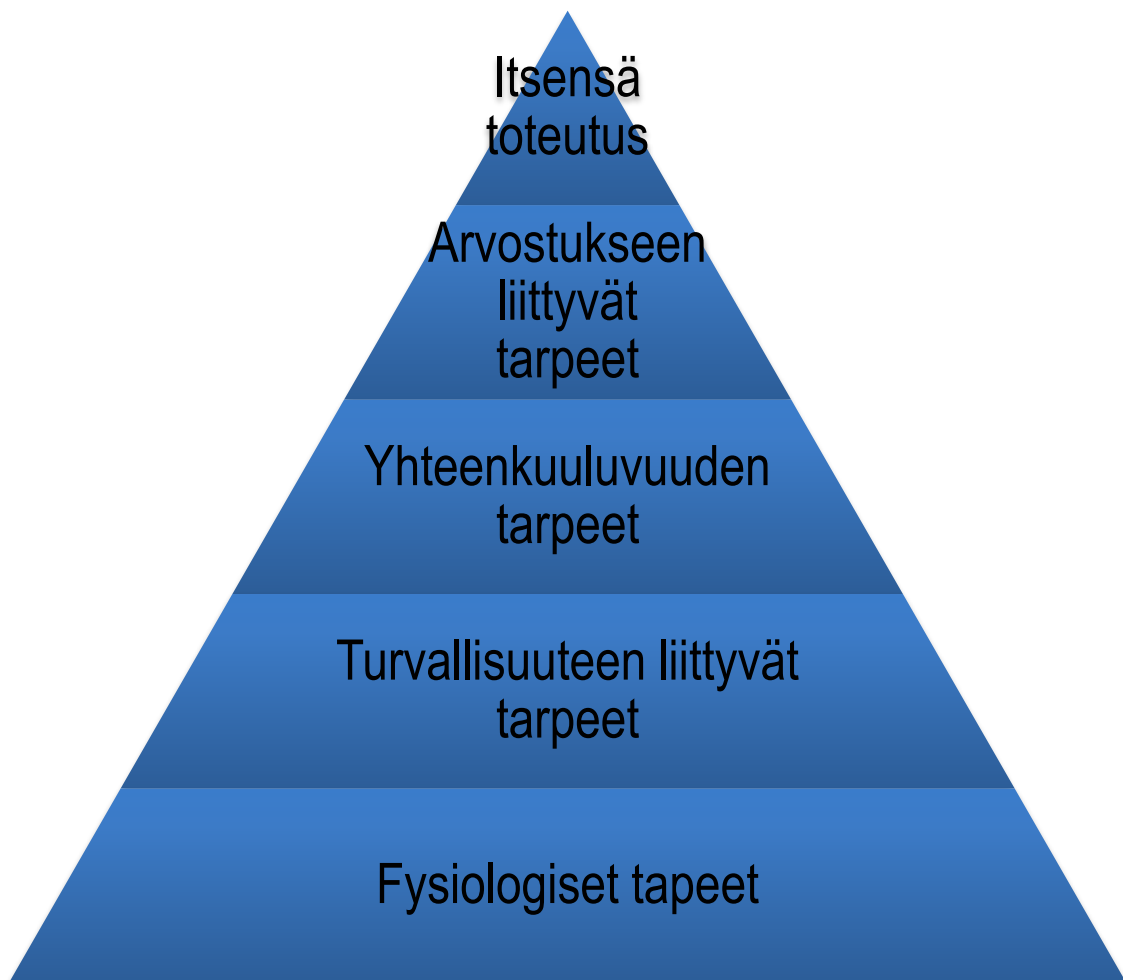 Itsensä
toteutus
Arvostukseen
liittyvät
tarpeet
Yhteenkuuluvuuden
tarpeet
Turvallisuuteen liittyvät
tarpeet
Fysiologiset tapeet